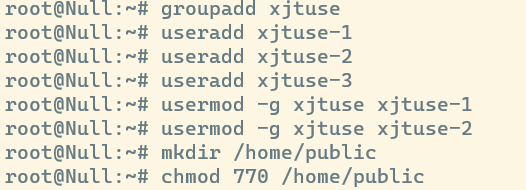 root@Null:~# groupadd xjtuse
root@Null:~# useradd xjtuse-1
root@Null:~# useradd xjtuse-2
root@Null:~# useradd xjtuse-3
root@Null:~# usermod -g xjtuse xjtuse-1
root@Null:~# usermod -g xjtuse xjtuse-2
root@Null:~# mkdir /home/public
root@Null:~# chmod 770 /home/public